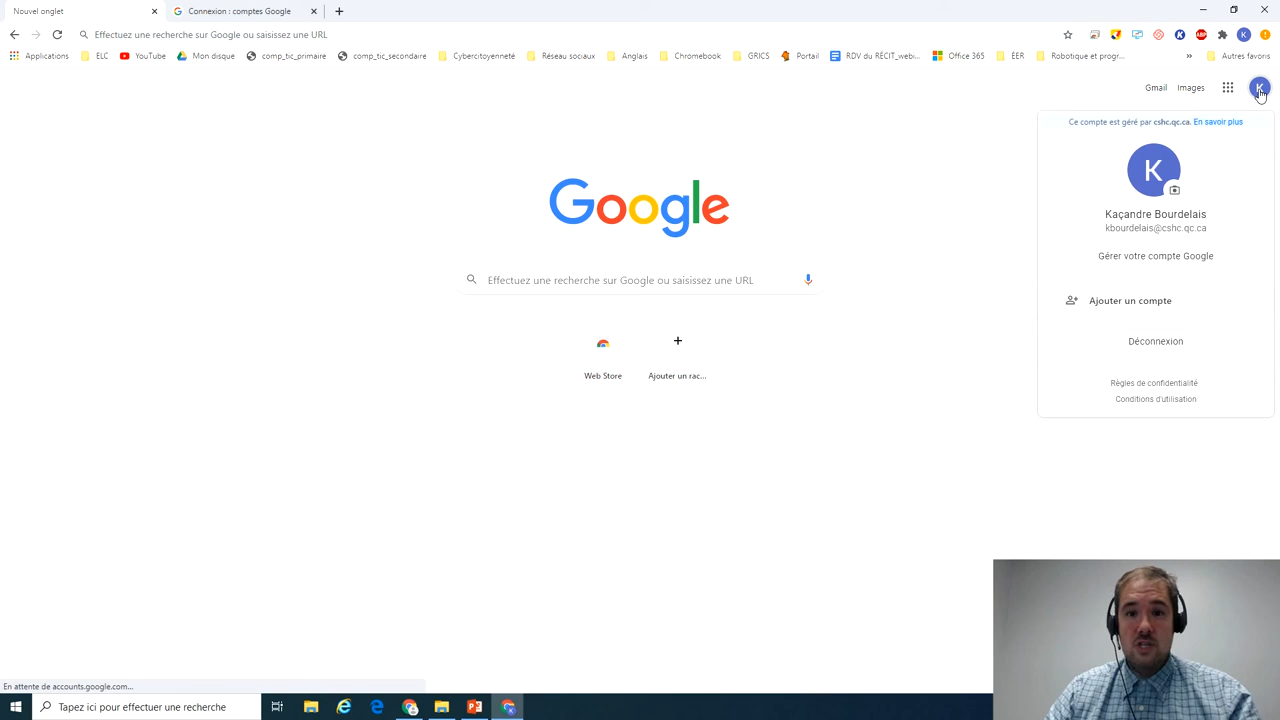 Nouvel onglet
Connexion : comptes Google
Effectuez une recherche sur Google ou saisissez une URL
Applications ELC YouTube Mon disque comp_tic_primaire comp_tic_secondaire Cybercitoyenneté Réseau sociaux Anglais Chromebook GRICS Portail RDV du RÉCIT_webi... Office 365 ÉER Robotique et progr... » Autres favoris
Gmail Images K
Ce compte est géré par cshc.qc.ca. En savoir plus
K
Kaçandre Bourdelais
kbourdelais@cshc.qc.ca
Gérer votre compte Google
Ajouter un compte
Déconnexion
Règles de confidentialité
Conditions d'utilisation
Google
Effectuez une recherche sur Google ou saisissez une URL
Web Store Ajouter un rac...
En attente de accounts.google.com...
Tapez ici pour effectuer une recherche